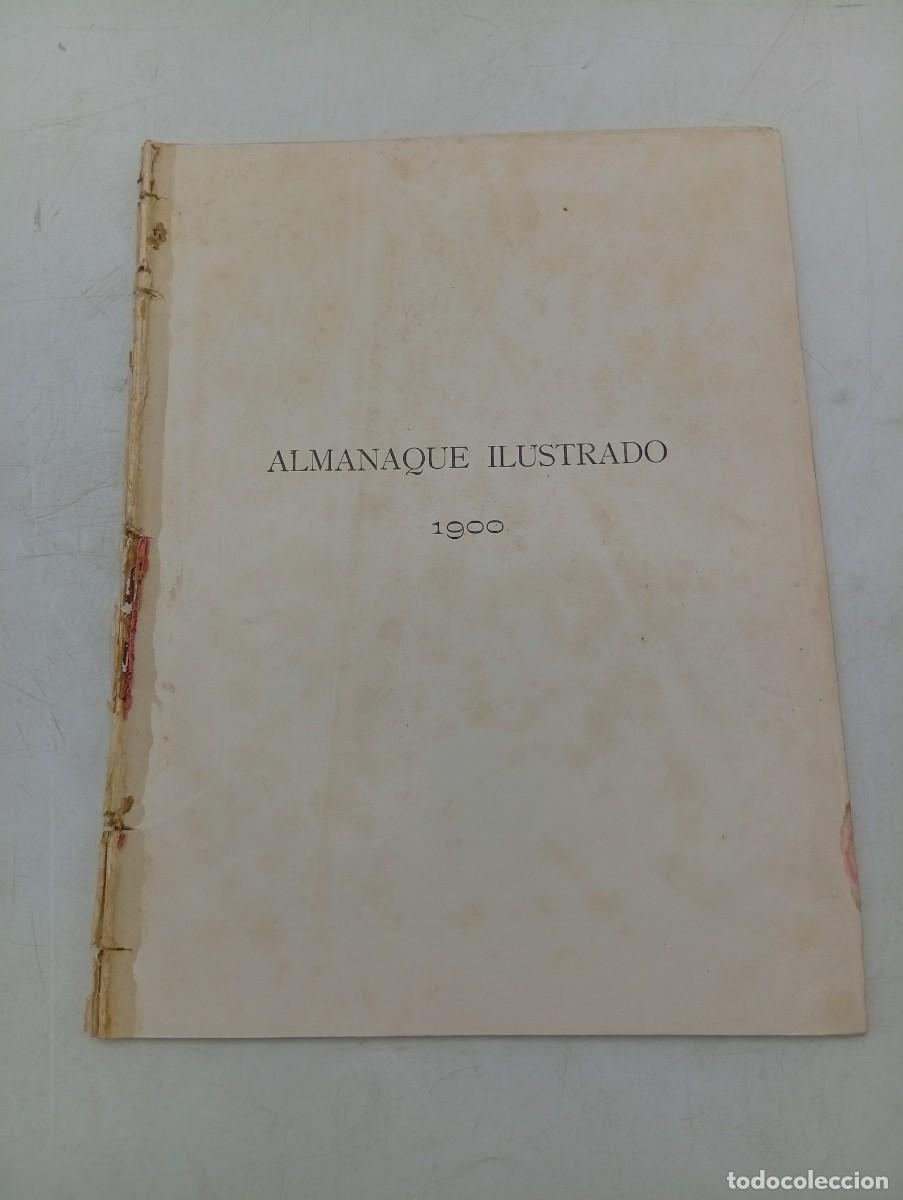 ALMANAQUE ILUSTRADO
1900
todocoleccion